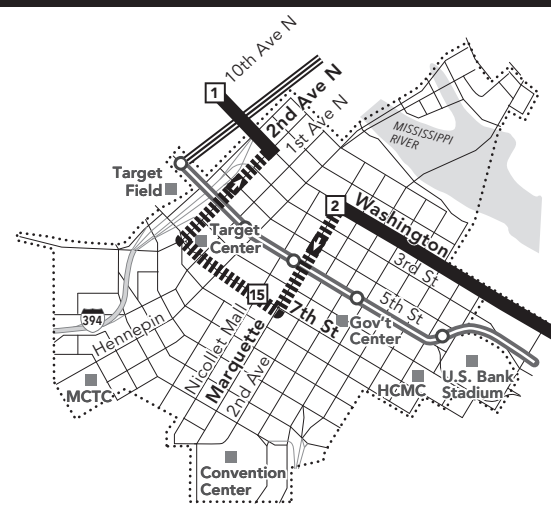 10th Ave N
1
2nd Ave N
1st Ave N
MISSISSIPPI
RIVER
Target
Field
2
Washington
Target
Center
3rd St
15
7th St
5th St
394
Hennepin
Nicollet Mall
Marquette
2nd Ave
Gov't
Center
MCTC
HCMC
U.S. Bank
Stadium
Convention
Center